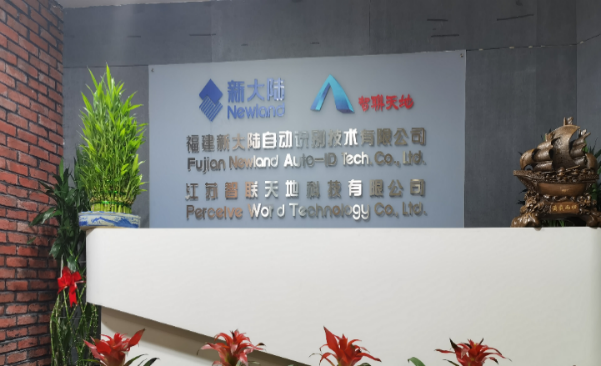 新大陆
Newland
智联天地
福建新大陆自动识别技术有限公司
Fujian Newland Auto-ID Tech. Co., Ltd.
江苏智联天地科技有限公司
Perceive Word Technology Co., Ltd.